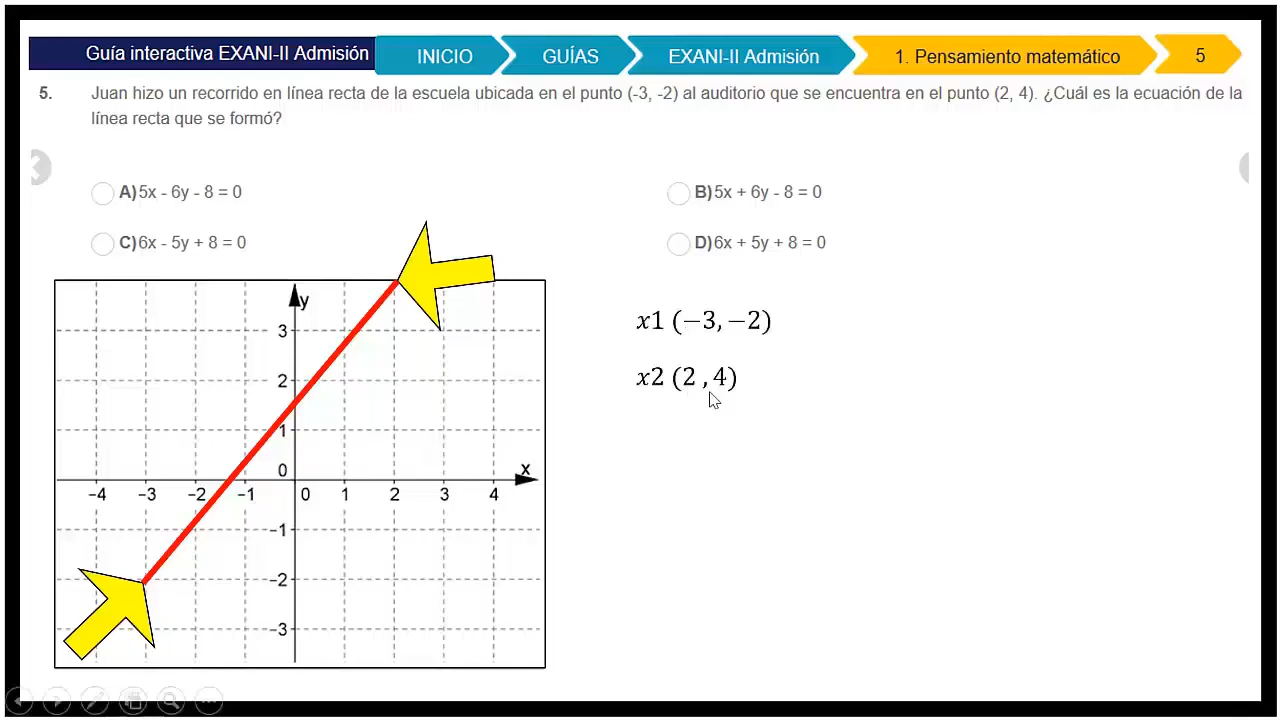 Guía interactiva EXANI-II Admisión INICIO GUÍAS EXANI-II Admisión 1. Pensamiento matemático 5
5. Juan hizo un recorrido en línea recta de la escuela ubicada en el punto (-3, -2) al auditorio que se encuentra en el punto (2, 4). ¿Cuál es la ecuación de la
línea recta que se formó?
A) 5x - 6y - 8 = 0 B) 5x + 6y - 8 = 0
C) 6x - 5y + 8 = 0 D) 6x + 5y + 8 = 0
y
3
2
1
0
x
−4 −3 −2 −1 0 1 2 3 4
−1
−2
−3
x1 (−3, −2)
x2 (2 , 4)